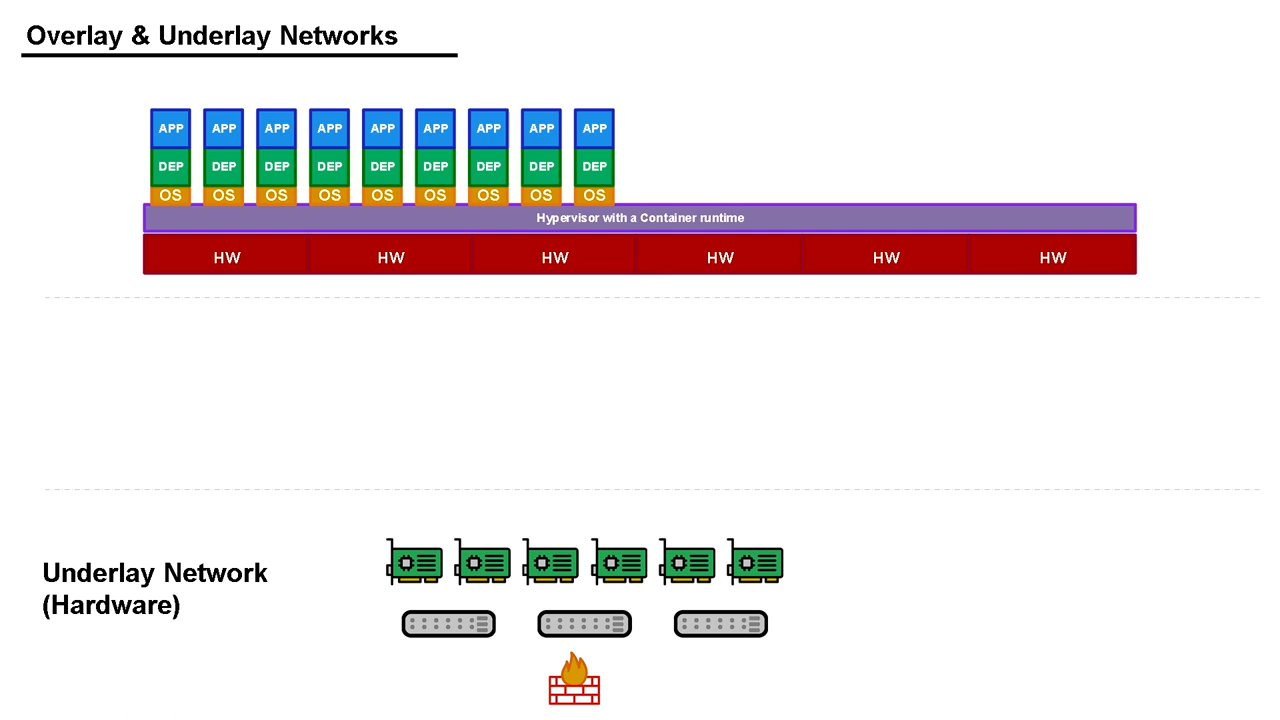 Overlay & Underlay Networks
APP APP APP APP APP APP APP APP APP
DEP DEP DEP DEP DEP DEP DEP DEP DEP
OS OS OS OS OS OS OS OS OS
Hypervisor with a Container runtime
HW HW HW HW HW HW
Underlay Network
(Hardware)